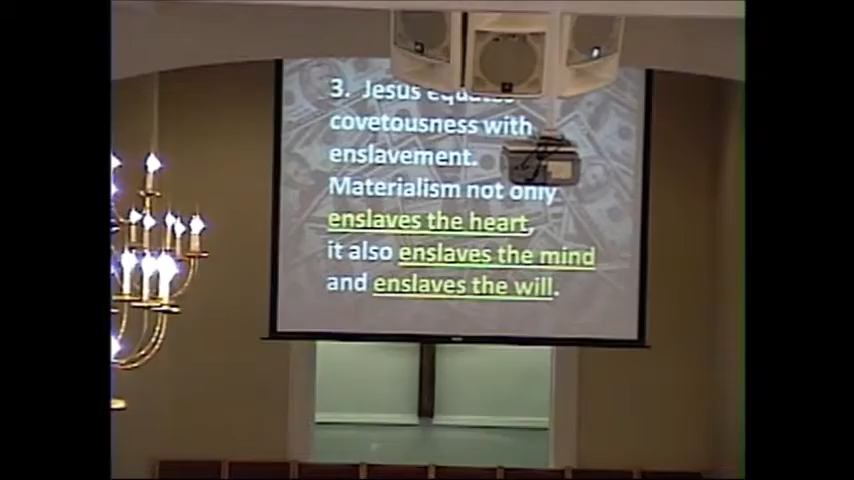 3. Jesus equates
covetousness with
enslavement.
Materialism not only
enslaves the heart,
it also enslaves the mind
and enslaves the will.